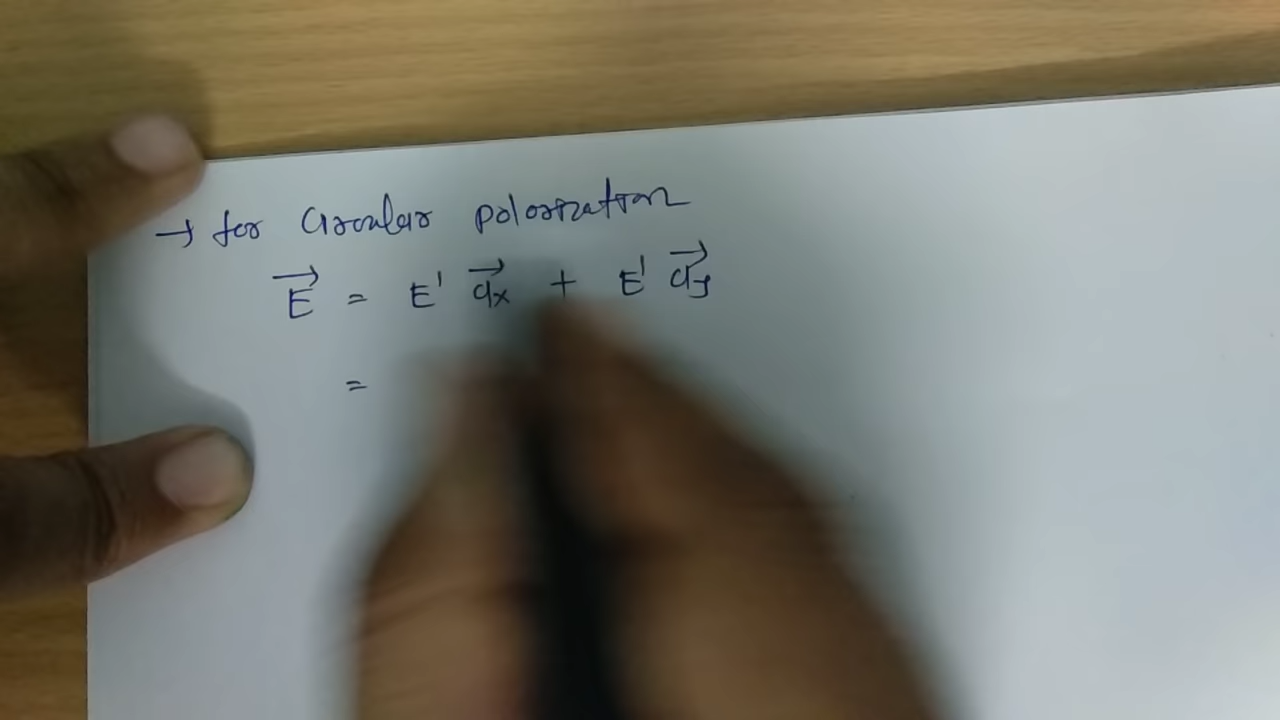 → for Circular polarization
E⃗ = E' a⃗x + E' a⃗y
=